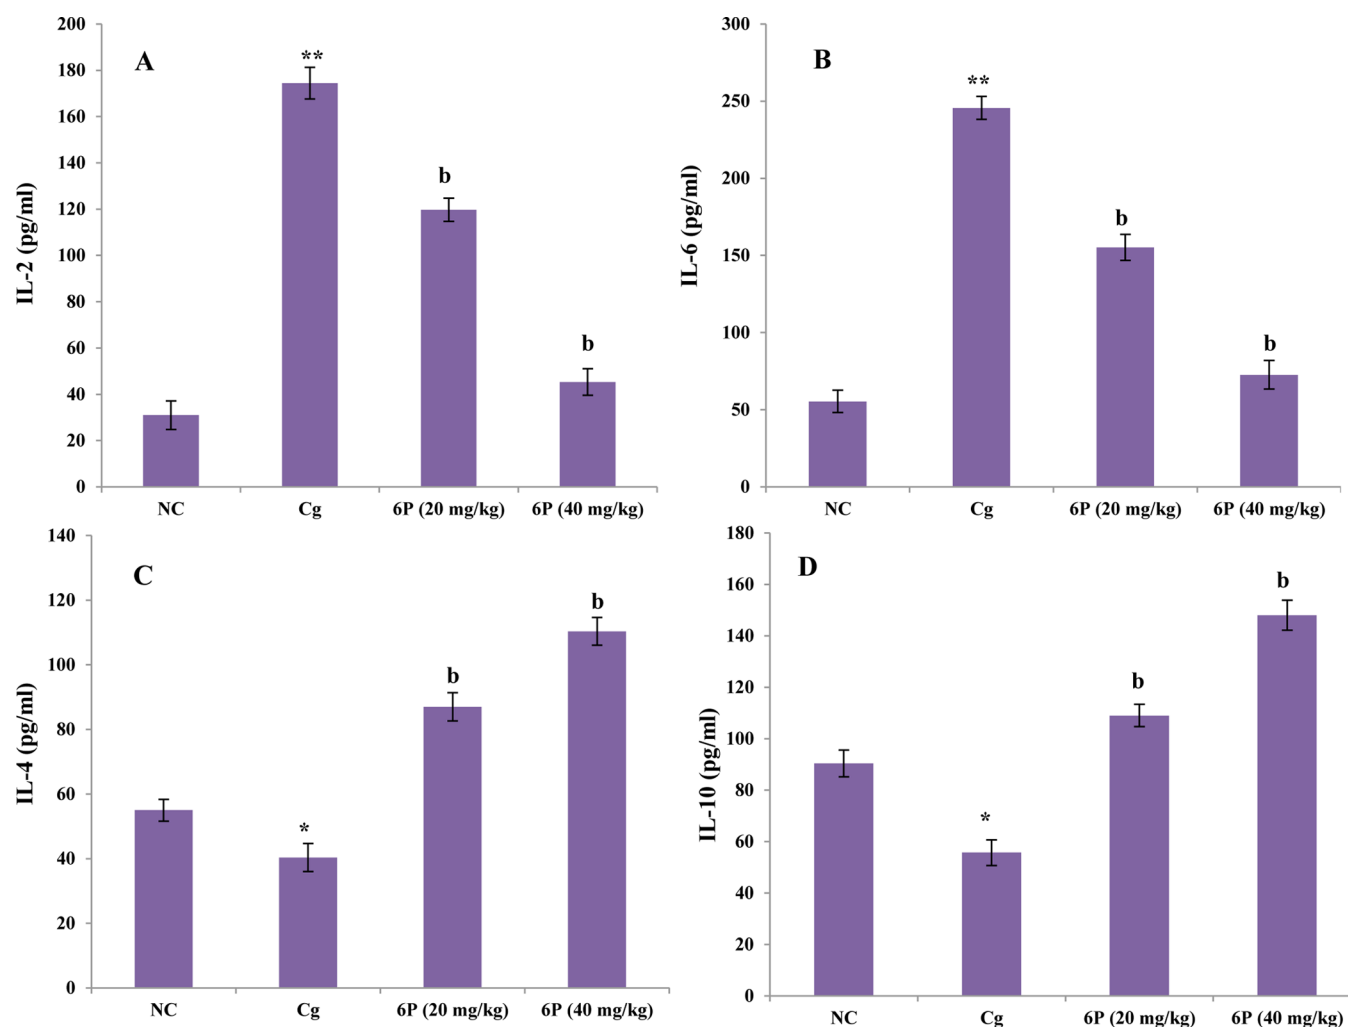 A
IL-2 (pg/ml)
200
180
160
140
120
100
80
60
40
20
0
**
b
b
NC Cg 6P (20 mg/kg) 6P (40 mg/kg)
B
IL-6 (pg/ml)
300
250
200
150
100
50
0
**
b
b
NC Cg 6P (20 mg/kg) 6P (40 mg/kg)
C
IL-4 (pg/ml)
140
120
100
80
60
40
20
0
*
b
b
NC Cg 6P (20 mg/kg) 6P (40 mg/kg)
D
IL-10 (pg/ml)
180
160
140
120
100
80
60
40
20
0
*
b
b
NC Cg 6P (20 mg/kg) 6P (40 mg/kg)